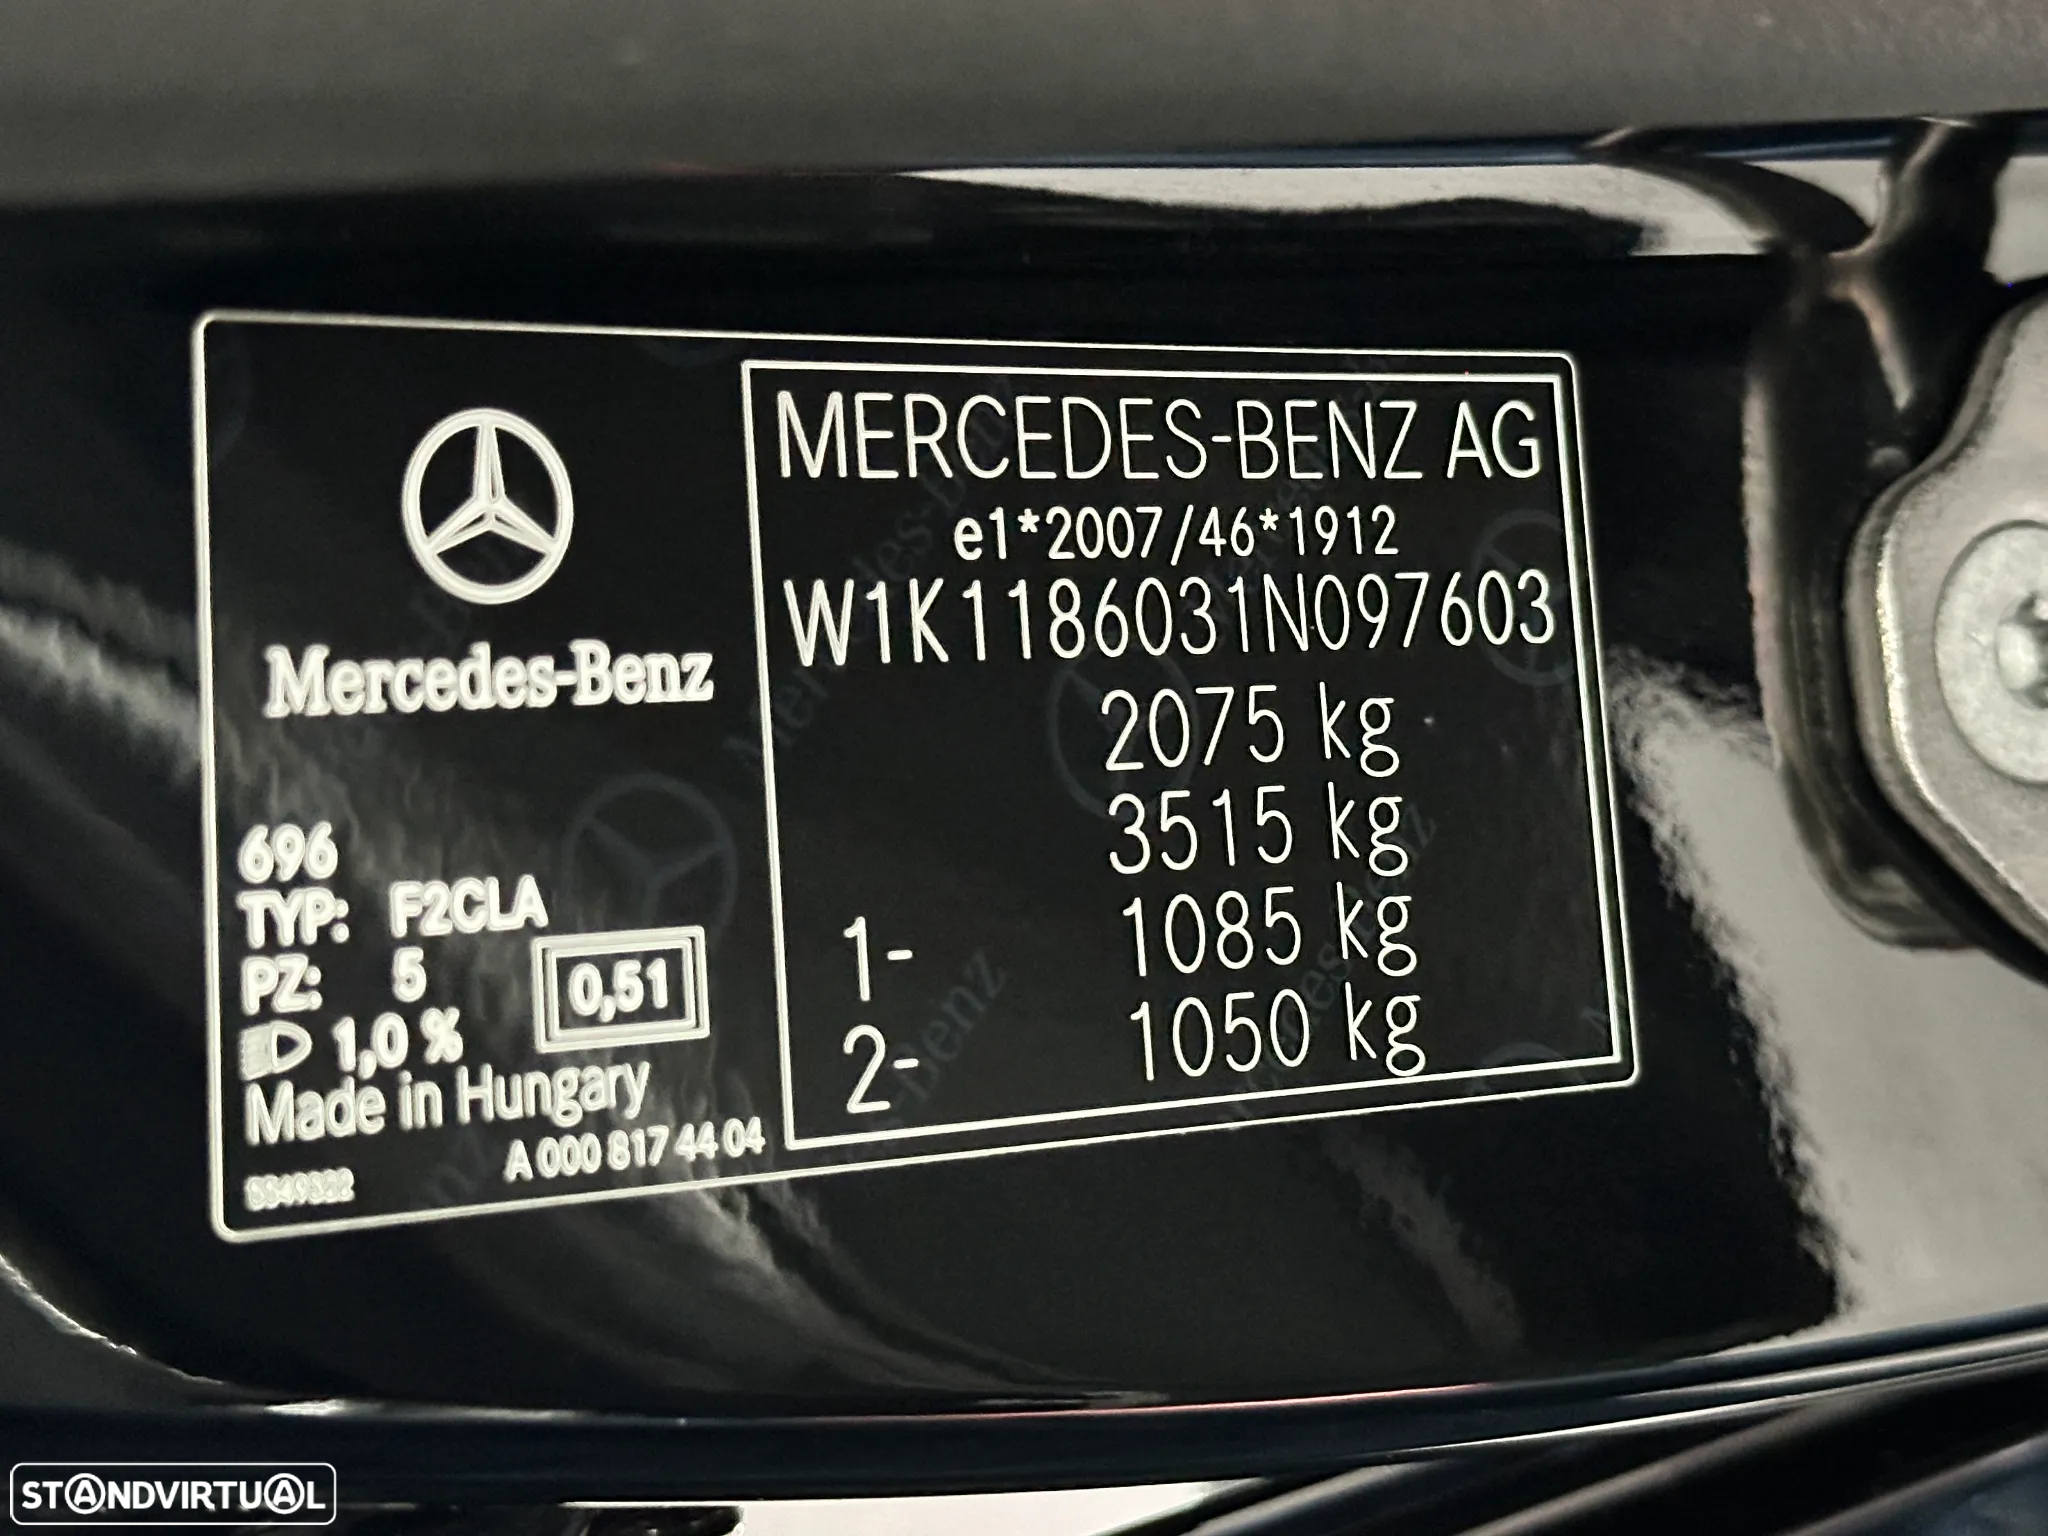 MERCEDES-BENZ AG
e1*2007/46*1912
W1K1186031N097603
2075 kg
3515 kg
1- 1085 kg
2- 1050 kg
Mercedes-Benz
696
TYP: F2CLA
PZ: 5
0,51
1,0 %
Made in Hungary
A 000 817 44 04
STANDVIRTUAL